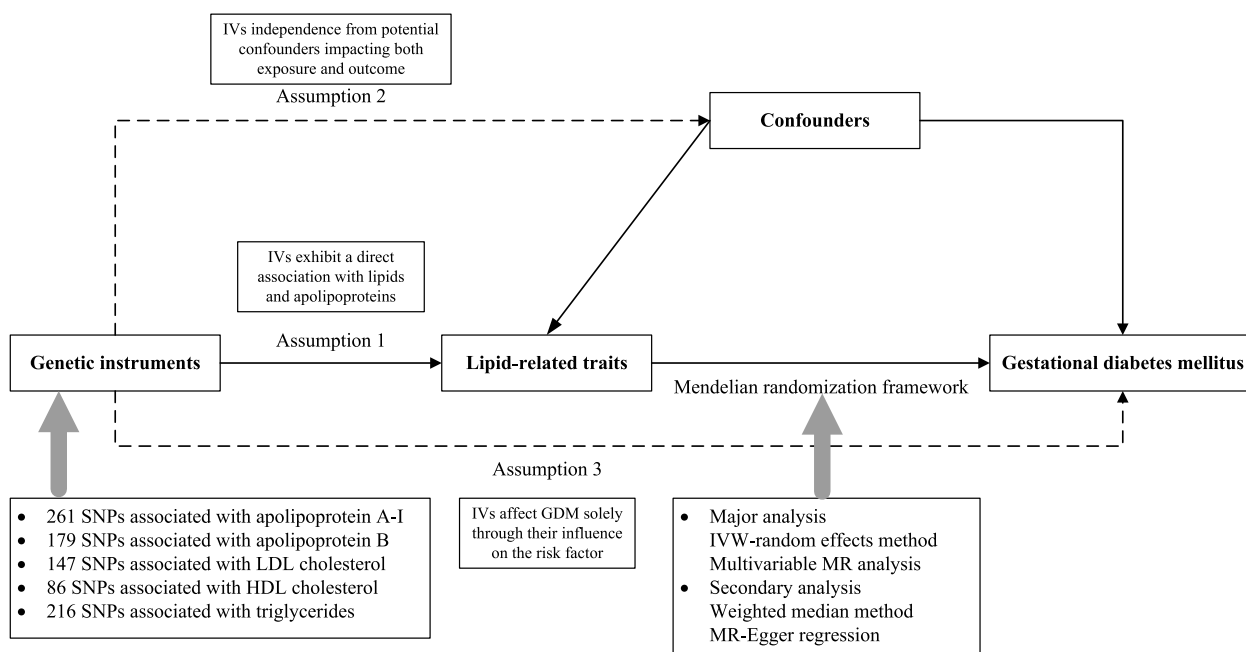 IVs independence from potential
confounders impacting both
exposure and outcome
Assumption 2
Confounders
IVs exhibit a direct
association with lipids
and apolipoproteins
Assumption 1
Genetic instruments
Lipid-related traits
Gestational diabetes mellitus
Mendelian randomization framework
Assumption 3
• 261 SNPs associated with apolipoprotein A-I
• 179 SNPs associated with apolipoprotein B
• 147 SNPs associated with LDL cholesterol
• 86 SNPs associated with HDL cholesterol
• 216 SNPs associated with triglycerides
IVs affect GDM solely
through their influence
on the risk factor
• Major analysis
IVW-random effects method
Multivariable MR analysis
• Secondary analysis
Weighted median method
MR-Egger regression